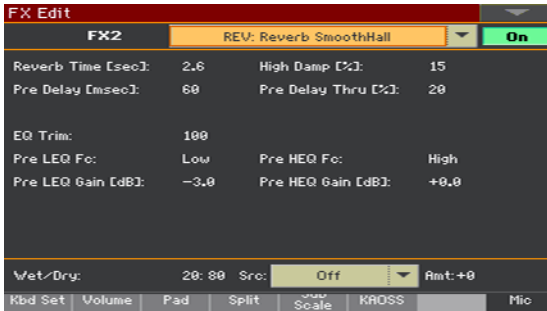 FX Edit
FX2 REV: Reverb SmoothHall On
Reverb Time [sec]: 2.6 High Damp [%]: 15
Pre Delay [msec]: 60 Pre Delay Thru [%]: 20
EQ Trim: 100
Pre LEQ Fc: Low Pre HEQ Fc: High
Pre LEQ Gain [dB]: -3.0 Pre HEQ Gain [dB]: +0.0
Wet/Dry: 20:80 Src: Off Amt:+0
Kbd Set Volume Pad Split Sub Scale KAOSS Mic